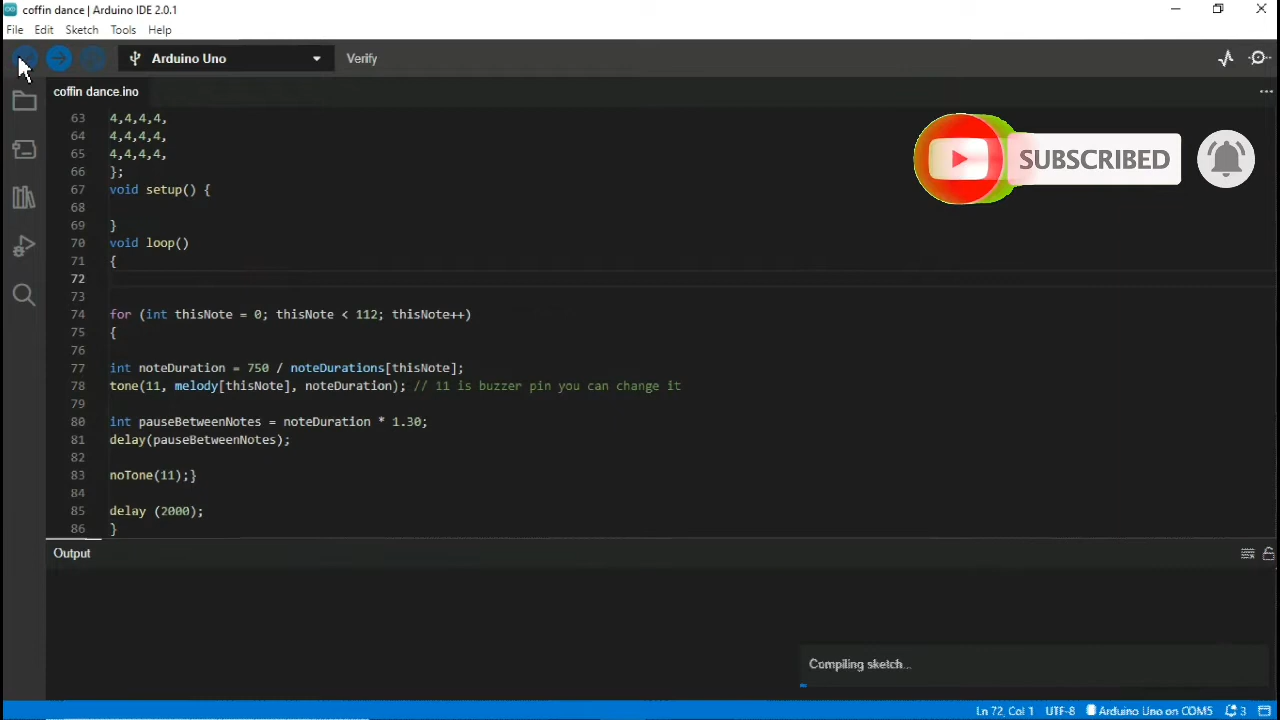 coffin dance | Arduino IDE 2.0.1
File Edit Sketch Tools Help
Arduino Uno
Verify
coffin dance.ino
63 4,4,4,4,
64 4,4,4,4,
65 4,4,4,4,
66 };
67 void setup() {
68
69 }
70 void loop()
71 {
72
73
74 for (int thisNote = 0; thisNote < 112; thisNote++)
75 {
76
77 int noteDuration = 750 / noteDurations[thisNote];
78 tone(11, melody[thisNote], noteDuration); // 11 is buzzer pin you can change it
79
80 int pauseBetweenNotes = noteDuration * 1.30;
81 delay(pauseBetweenNotes);
82
83 noTone(11);}
84
85 delay (2000);
86 }
SUBSCRIBED
Output
Compiling sketch...
Ln 72, Col 1 UTF-8 Arduino Uno on COM5 3